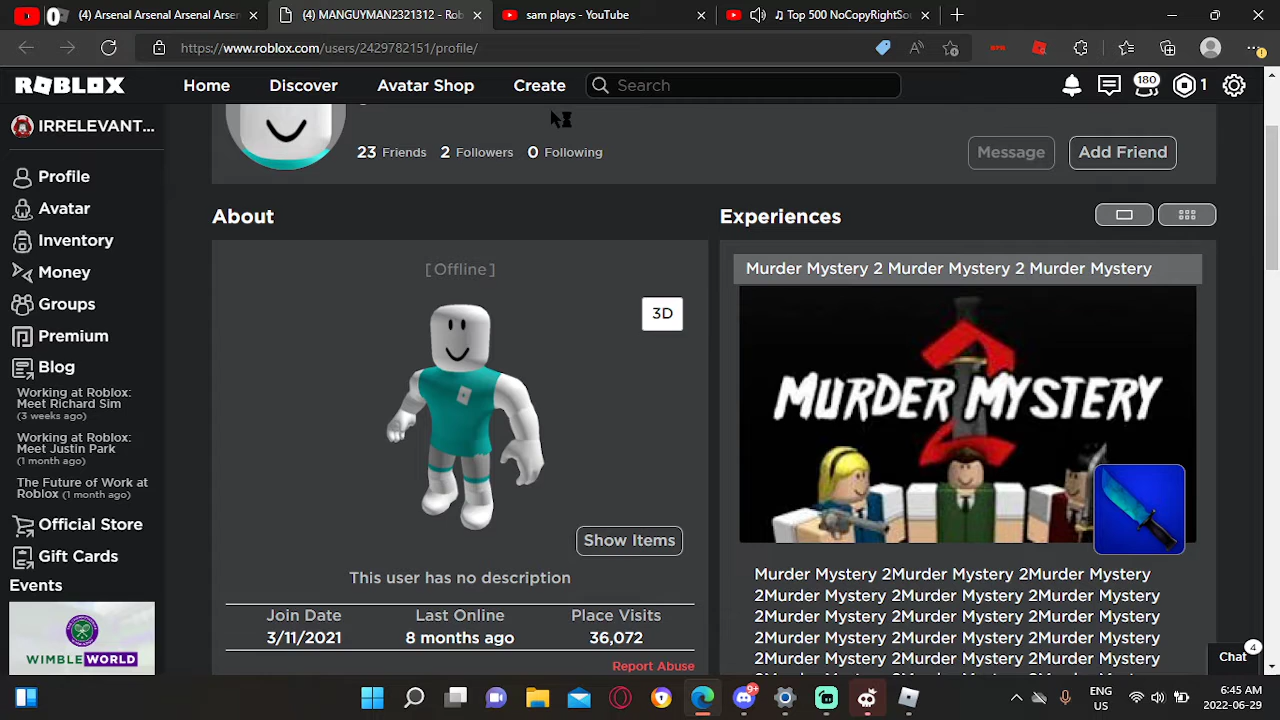 (4) Arsenal Arsenal Arsenal Arsen
(4) MANGUYMAN2321312 - Rob
sam plays - YouTube
♫ Top 500 NoCopyRightSou
https://www.roblox.com/users/2429782151/profile/
ROBLOX
Home
Discover
Avatar Shop
Create
Search
180
1
IRRELEVANT...
23 Friends
2 Followers
0 Following
Message
Add Friend
Profile
Avatar
Inventory
Money
Groups
Premium
Blog
Working at Roblox:
Meet Richard Sim
(3 weeks ago)
Working at Roblox:
Meet Justin Park
(1 month ago)
The Future of Work at
Roblox (1 month ago)
Official Store
Gift Cards
Events
WIMBLEWORLD
About
[ Offline ]
3D
Show Items
This user has no description
Join Date
3/11/2021
Last Online
8 months ago
Place Visits
36,072
Report Abuse
Experiences
Murder Mystery 2 Murder Mystery 2 Murder Mystery
MURDER MYSTERY
2
Murder Mystery 2Murder Mystery 2Murder Mystery
2Murder Mystery 2Murder Mystery 2Murder Mystery
2Murder Mystery 2Murder Mystery 2Murder Mystery
2Murder Mystery 2Murder Mystery 2Murder Mystery
2Murder Mystery 2Murder Mystery 2Murder Mystery
Chat
4
9+
NG
US
6:45 AM
2022-06-29